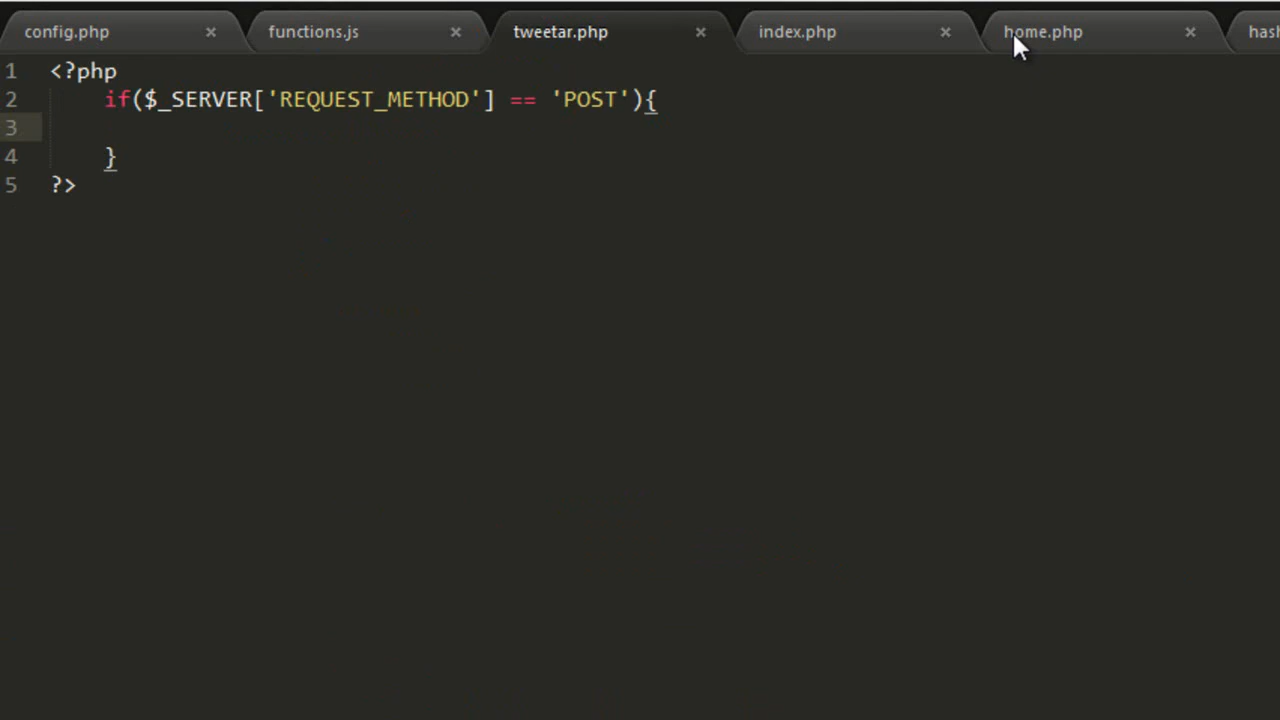 config.php × functions.js × tweetar.php × index.php × home.php × hash
1 <?php
2 if($_SERVER['REQUEST_METHOD'] == 'POST'){
3
4 }
5 ?>